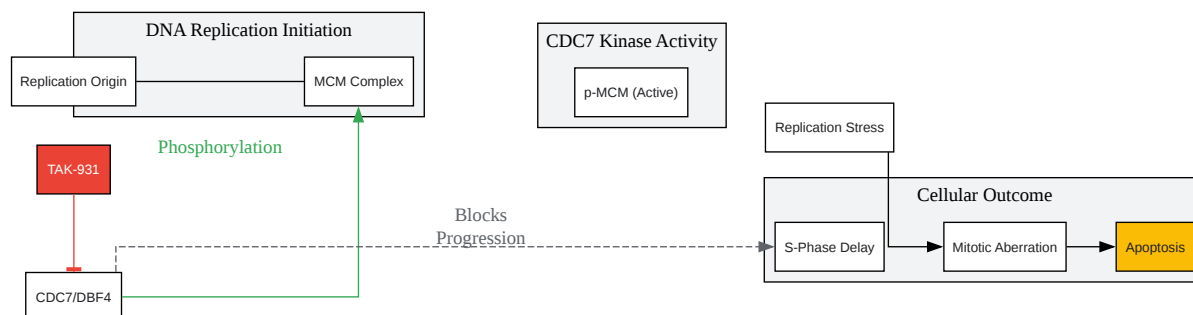 DNA Replication Initiation
Replication Origin
MCM Complex
CDC7 Kinase Activity
p-MCM (Active)
Phosphorylation
TAK-931
Replication Stress
Cellular Outcome
Blocks
Progression
S-Phase Delay
Mitotic Aberration
Apoptosis
CDC7/DBF4